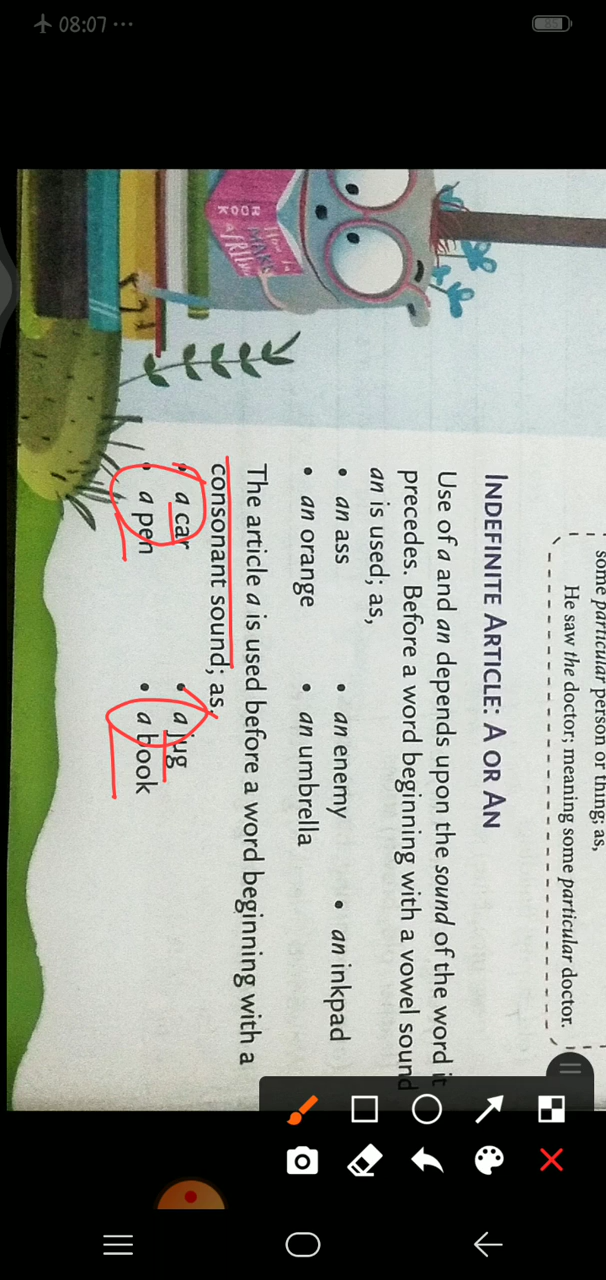 08:07
85
some particular person or thing; as,
He saw the doctor; meaning some particular doctor.
INDEFINITE ARTICLE: A OR AN
Use of a and an depends upon the sound of the word it
precedes. Before a word beginning with a vowel sound
an is used; as,
• an ass • an enemy • an inkpad
• an orange • an umbrella
The article a is used before a word beginning with a
consonant sound; as,
• a car • a jug
• a pen • a book
MAKE
A
BOOK